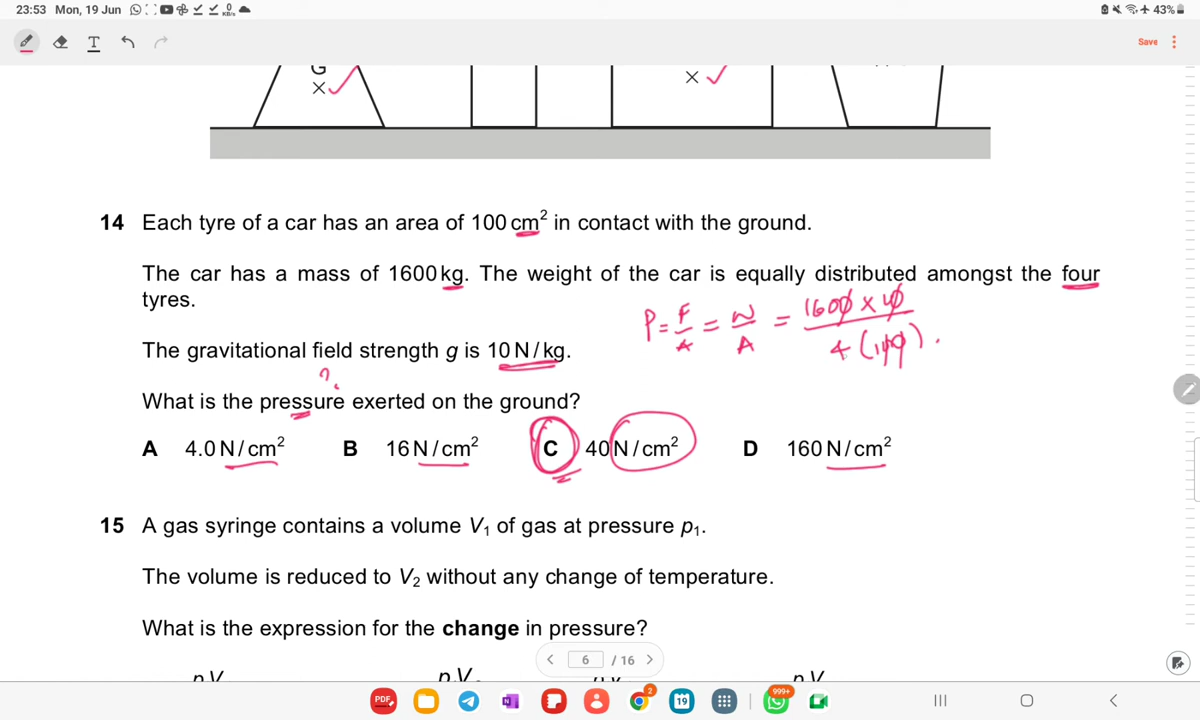 23:53 Mon, 19 Jun
0 KB/s
43%
T
Save
G
×
×
14 Each tyre of a car has an area of 100 cm² in contact with the ground.
The car has a mass of 1600 kg. The weight of the car is equally distributed amongst the four
tyres.
P = F/A = W/A = 1600 × 10 / 4 (100).
The gravitational field strength g is 10 N / kg.
?
What is the pressure exerted on the ground?
A 4.0 N / cm² B 16 N / cm² C 40 N / cm² D 160 N / cm²
15 A gas syringe contains a volume V₁ of gas at pressure p₁.
The volume is reduced to V₂ without any change of temperature.
What is the expression for the change in pressure?
< 6 / 16 >
PDF
N
2
19
999+